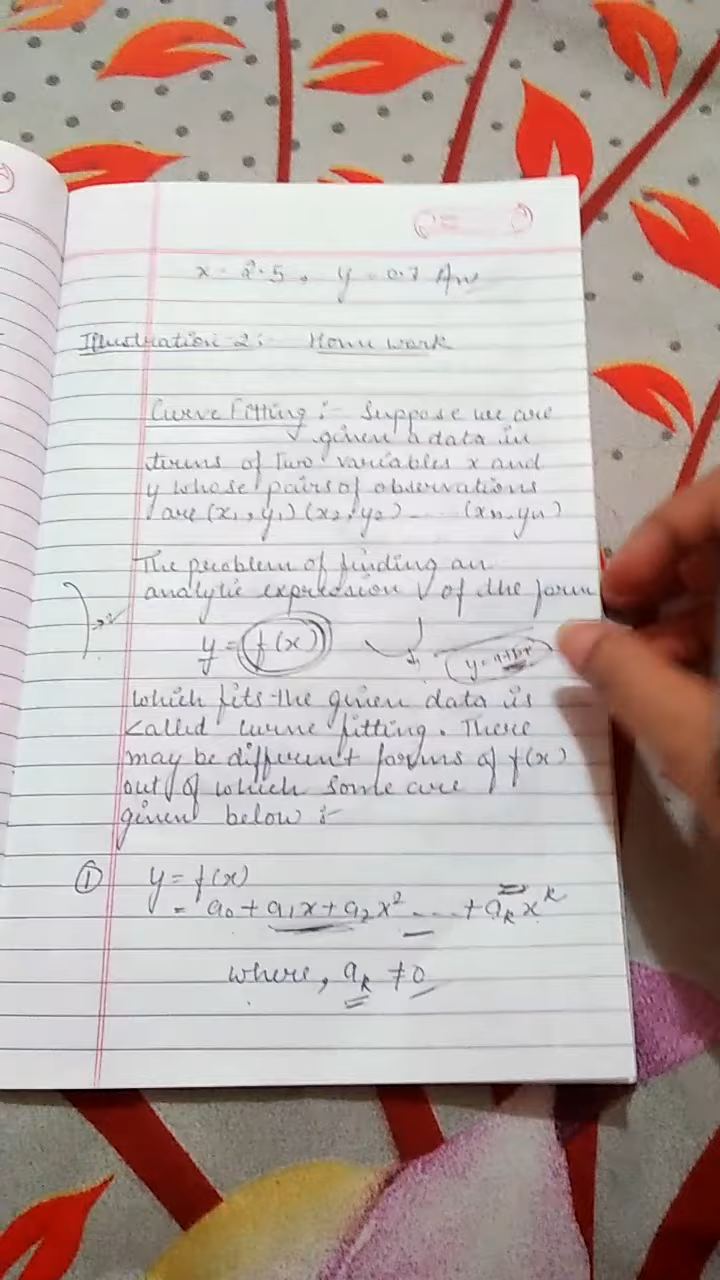 x = 2.5, y = 0.7 Ans
Illustration-2:- Home work
Curve Fitting :- Suppose we are
given a data in
terms of Two variables x and
y whose pairs of observations
are (x₁, y₁) (x₂, y₂) ---- (xn, yn)
The problem of finding an
analytic expression of the form
y = f(x)
which fits the given data is
called curve fitting. There
may be different forms of f(x)
out of which some are
given below :-
① y = f(x)
= a₀ + a₁x + a₂x² ---- + aₖxᵏ
where, aₖ ≠ 0